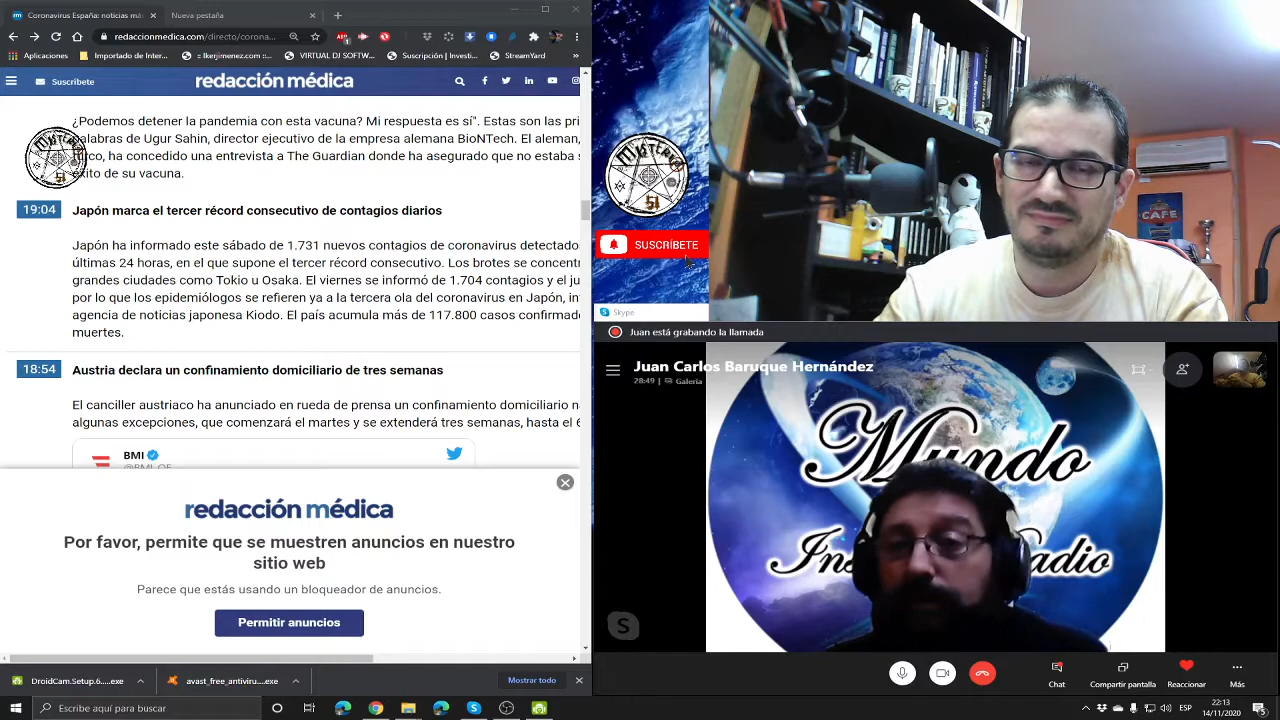 Coronavirus España: noticias má
Nueva pestaña
redaccionmedica.com/directo/corona...
Aplicaciones
Importado de Inter...
:: Ikerjimenez.com ::...
VIRTUAL DJ SOFTW...
Suscripción | Investi...
StreamYard
Suscríbete
redacción médica
¿Podemos detener la pandemia con esta vacuna? Mi respuesta es sí". Estas son las pri
alabras de Ugur Sahin, director ejecutivo de la empresa alemana BioNTech. El aleman,
ico, ha concedido una entrevista a The Guardian donde ha asegurado que no estaba s
éxito de su vacuna.
19:04
Japón marca el tercer récord consecutivo de contagios diarios
Japón ha informado este sábado de 1.731 nuevos contagios de coronavirus detectado
últimas 24 horas, en el que supone el tercer récord consecutivo. Los brotes se concent
grandes ciudades como Tokio u Osaka. El viernes se informó de 1.704 contagios y el ju
por lo que los epidemiólogos se refieren ya a la tercera ola del coronavirus en Japón, in
agencia de noticias japonesa Kiodo. El país acumula más de 117.800 casos confirmad
muertes.
18:54
Austria declara un confinamiento domiciliario de tres semanas
El canciller austriaco ha anunciado en rueda de prensa un confinamiento domiciliario n
algunas excepciones, que comenzará el martes y se extenderá tres semanas, hasta el 6
BMI
redacción médica
Por favor, permite que se muestren anuncios en nuestro
sitio web
Parece que estás usando un bloqueador de anuncios.
Permitir anuncios
DroidCam.Setup.6.....exe
avast_free_antiviru....exe
Mostrar todo
Escribe aquí para buscar
SUSCRÍBETE
CAFE
Skype
Juan está grabando la llamada
Juan Carlos Baruque Hernández
28:49 | Galería
Mundo
Ins
adio
Chat
Compartir pantalla
Reaccionar
Más
22:13
14/11/2020